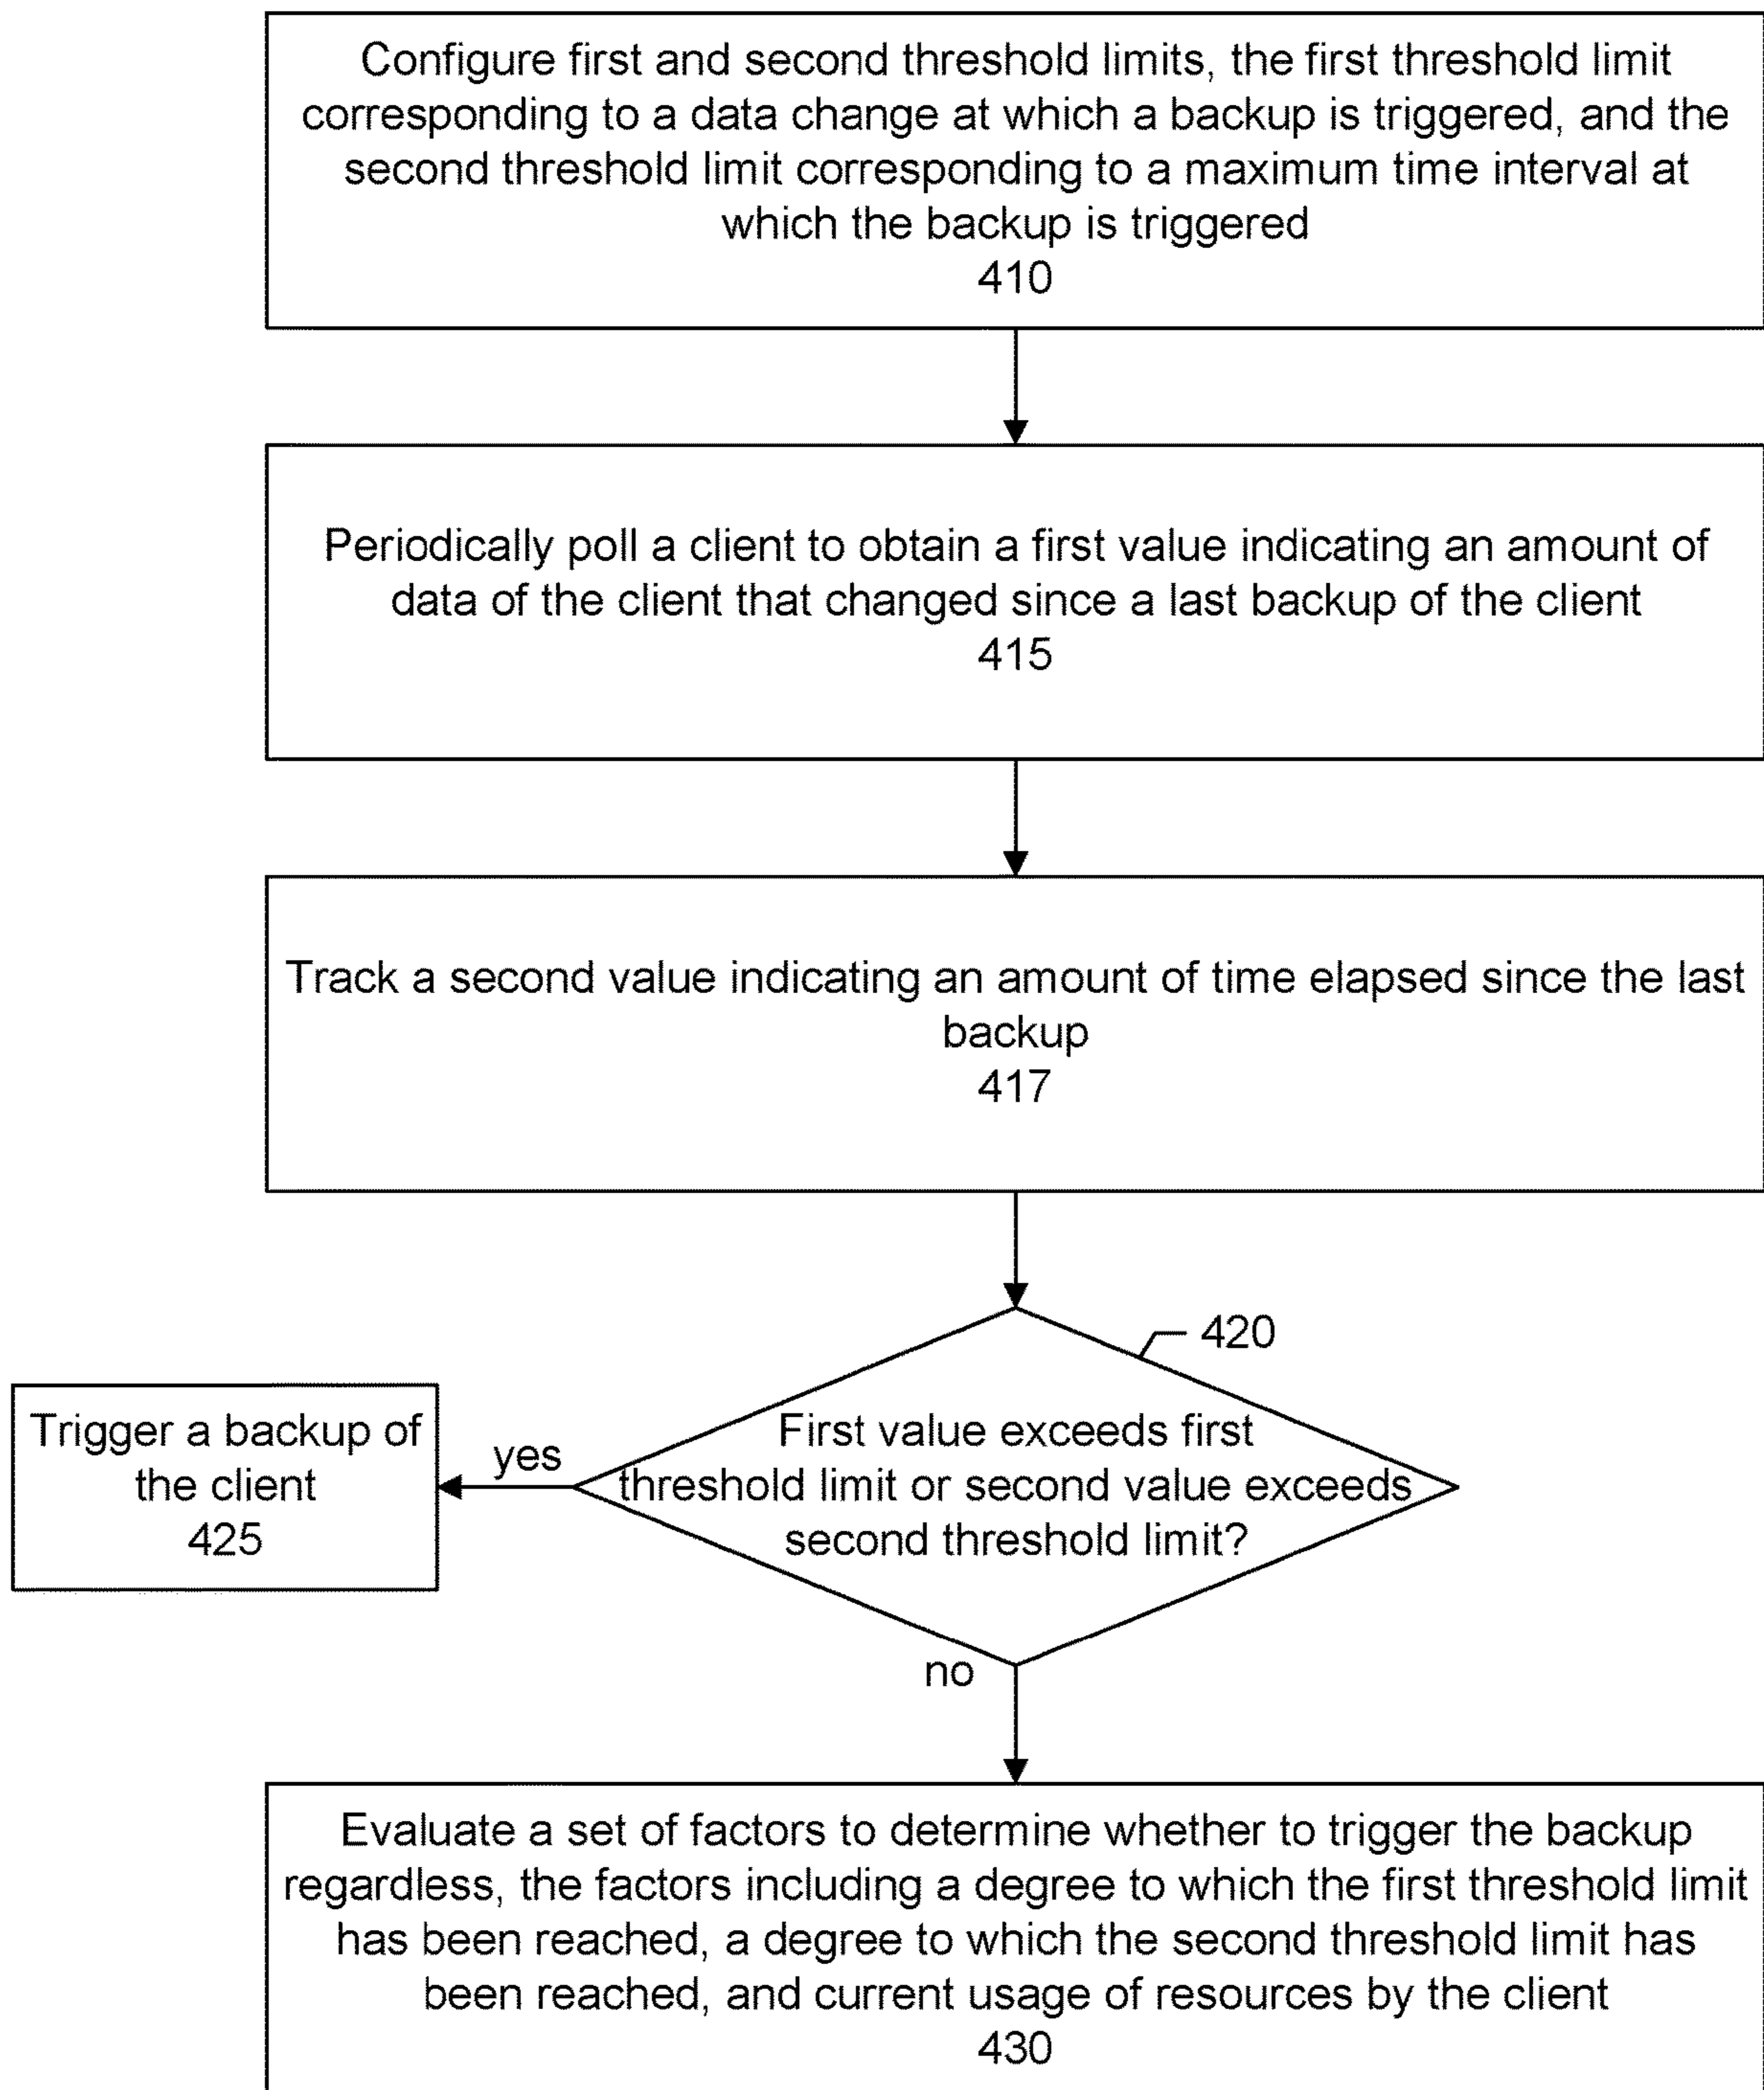 Configure first and second threshold limits, the first threshold limit
corresponding to a data change at which a backup is triggered, and the
second threshold limit corresponding to a maximum time interval at
which the backup is triggered
410
Periodically poll a client to obtain a first value indicating an amount of
data of the client that changed since a last backup of the client
415
Track a second value indicating an amount of time elapsed since the last
backup
417
420
First value exceeds first
threshold limit or second value exceeds
second threshold limit?
yes
Trigger a backup of
the client
425
no
Evaluate a set of factors to determine whether to trigger the backup
regardless, the factors including a degree to which the first threshold limit
has been reached, a degree to which the second threshold limit has
been reached, and current usage of resources by the client
430